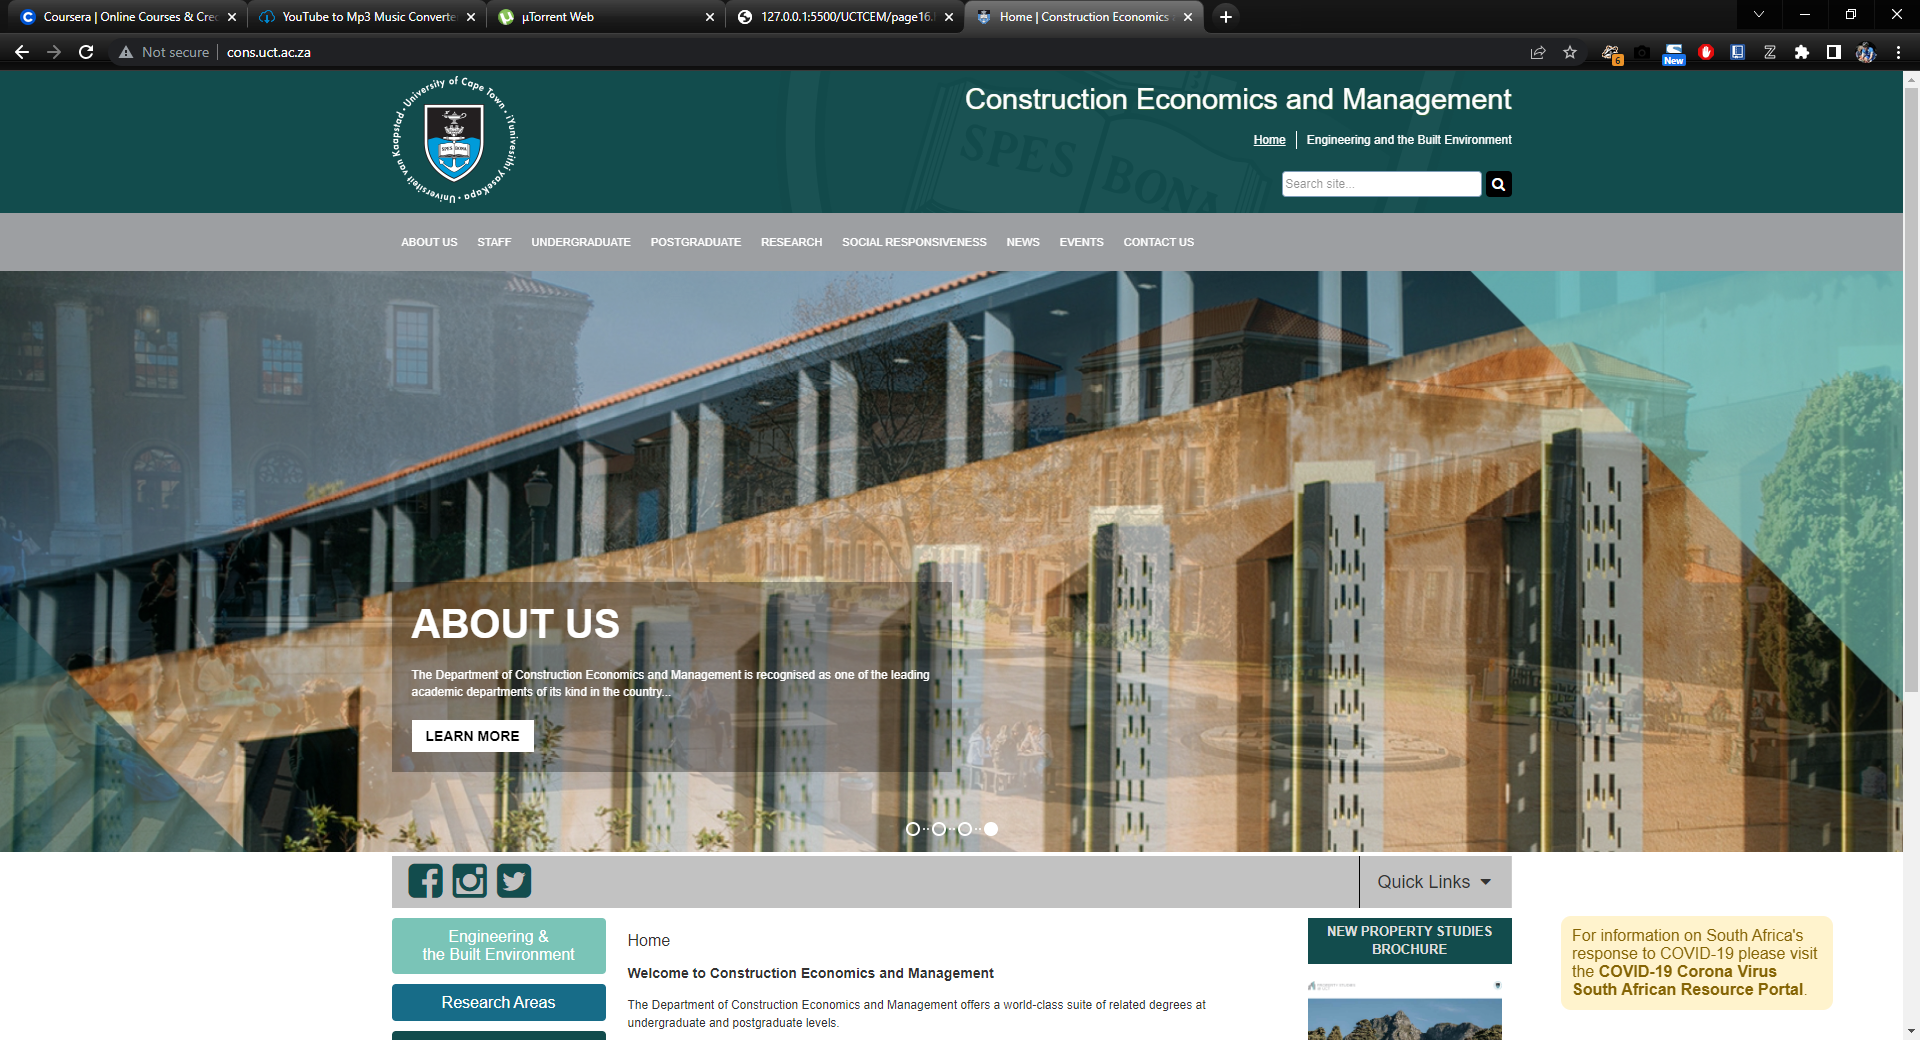 Coursera | Online Courses & Cred
YouTube to Mp3 Music Converte
µTorrent Web
127.0.0.1:5500/UCTCEM/page16.
Home | Construction Economics
Not secure
cons.uct.ac.za
6
New
University of Cape Town · iYunivesithi yaseKapa · Universiteit van Kaapstad
SPES BONA
SPES BONA
Construction Economics and Management
Home
Engineering and the Built Environment
Search site...
ABOUT US
STAFF
UNDERGRADUATE
POSTGRADUATE
RESEARCH
SOCIAL RESPONSIVENESS
NEWS
EVENTS
CONTACT US
ABOUT US
The Department of Construction Economics and Management is recognised as one of the leading
academic departments of its kind in the country...
LEARN MORE
Quick Links
Engineering &
the Built Environment
Research Areas
Home
Welcome to Construction Economics and Management
The Department of Construction Economics and Management offers a world-class suite of related degrees at
undergraduate and postgraduate levels.
NEW PROPERTY STUDIES
BROCHURE
For information on South Africa's
response to COVID-19 please visit
the COVID-19 Corona Virus
South African Resource Portal.